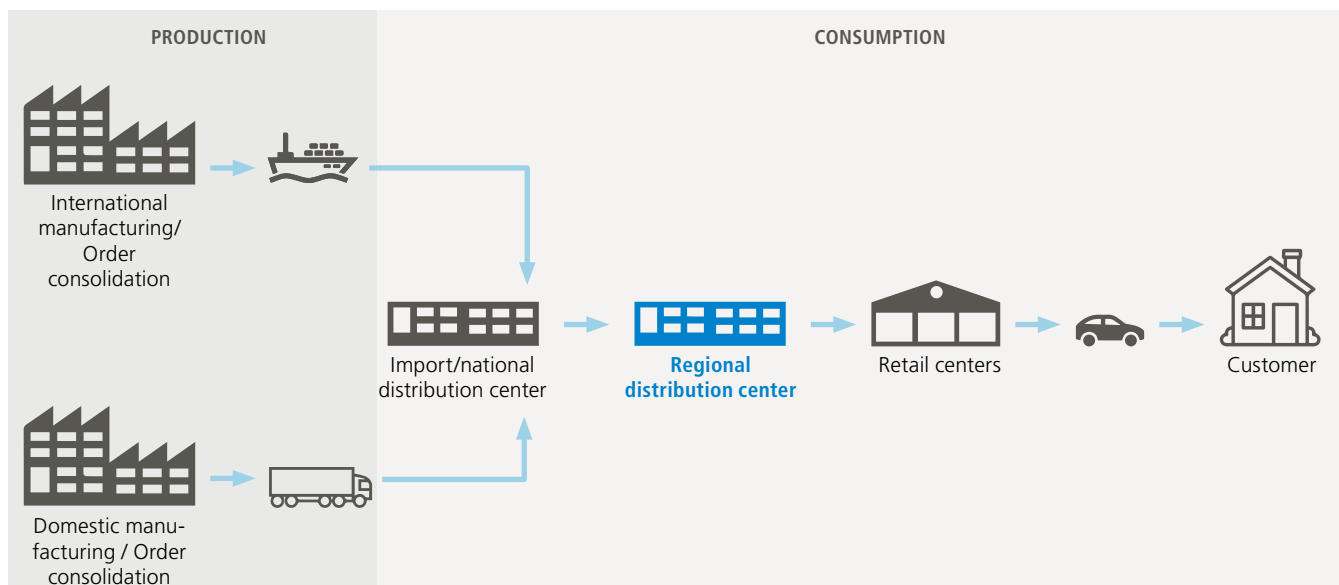 PRODUCTION
CONSUMPTION
International
manufacturing/
Order
consolidation
Import/national
distribution center
Regional
distribution center
Retail centers
Customer
Domestic manu-
facturing / Order
consolidation